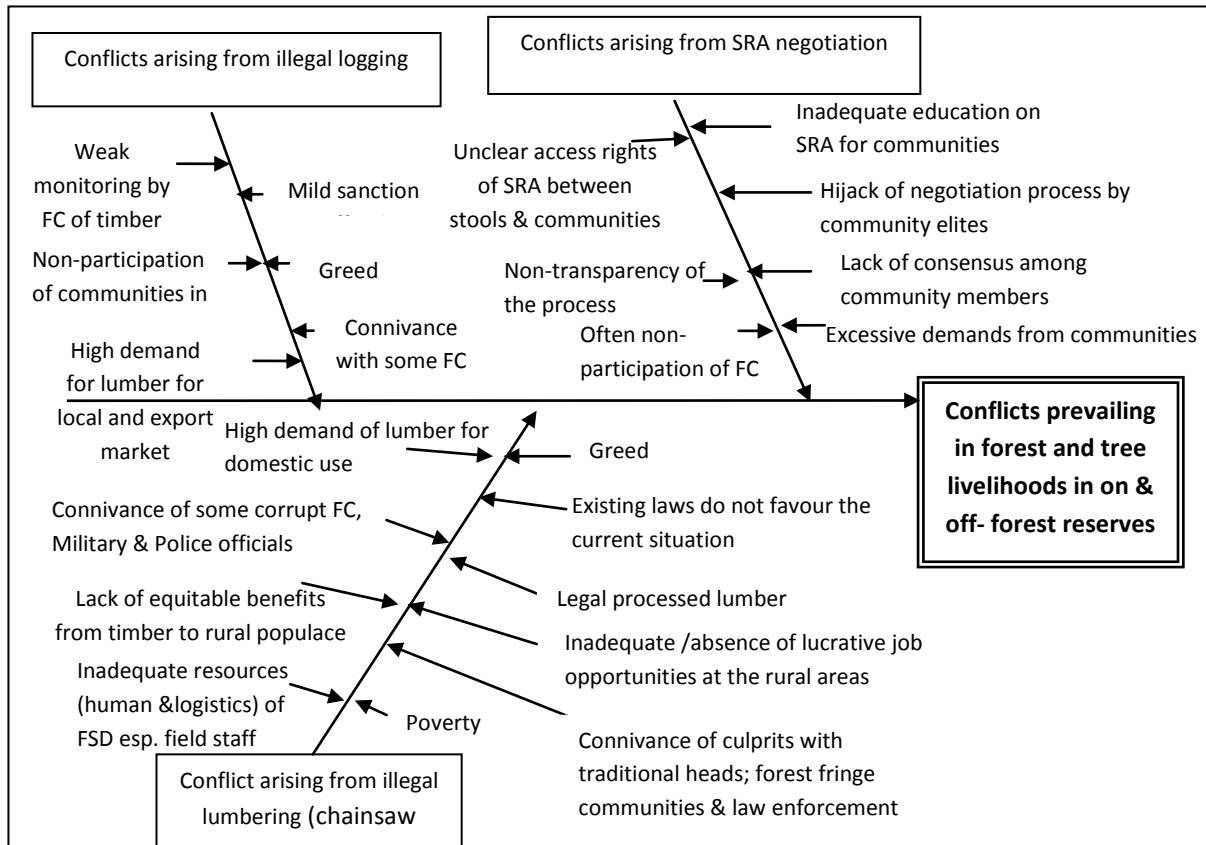 Conflicts arising from illegal logging
Conflicts arising from SRA negotiation
Weak
monitoring by
FC of timber
Mild sanction
Non-participation
of communities in
Greed
Connivance
with some FC
High demand
for lumber for
local and export
market
Unclear access rights
of SRA between
stools & communities
Inadequate education on
SRA for communities
Hijack of negotiation process by
community elites
Non-transparency of
the process
Lack of consensus among
community members
Often non-
participation of FC
Excessive demands from communities
Conflicts prevailing
in forest and tree
livelihoods in on &
off- forest reserves
High demand of lumber for
domestic use
Greed
Connivance of some corrupt FC,
Military & Police officials
Existing laws do not favour the
current situation
Lack of equitable benefits
from timber to rural populace
Legal processed lumber
Inadequate /absence of lucrative job
opportunities at the rural areas
Inadequate resources
(human &logistics) of
FSD esp. field staff
Poverty
Connivance of culprits with
traditional heads; forest fringe
communities & law enforcement
Conflict arising from illegal
lumbering (chainsaw